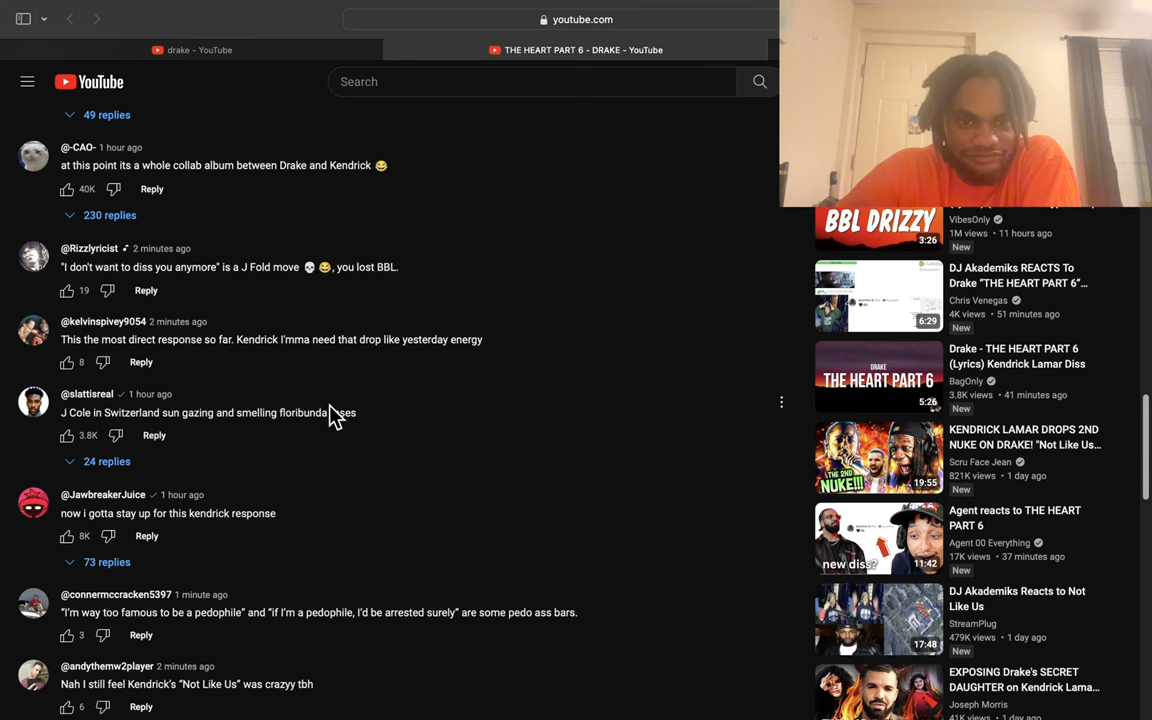 youtube.com
drake - YouTube
THE HEART PART 6 - DRAKE - YouTube
YouTube
Search
49 replies
@-CAO- 1 hour ago
at this point its a whole collab album between Drake and Kendrick 😂
40K Reply
230 replies
@Rizzlyricist 2 minutes ago
"I don't want to diss you anymore" is a J Fold move 💀 😂, you lost BBL.
19 Reply
@kelvinspivey9054 2 minutes ago
This the most direct response so far. Kendrick I'mma need that drop like yesterday energy
8 Reply
@slattisreal 1 hour ago
J Cole in Switzerland sun gazing and smelling floribunda
3.8K Reply
24 replies
@JawbreakerJuice 1 hour ago
now i gotta stay up for this kendrick response
8K Reply
73 replies
@connermccracken5397 1 minute ago
“I'm way too famous to be a pedophile” and “if I'm a pedophile, I'd be arrested surely” are some pedo ass bars.
3 Reply
@andythemw2player 2 minutes ago
Nah I still feel Kendrick's “Not Like Us” was crazyy tbh
6 Reply
BBL DRIZZY
3:26
VibesOnly
1M views • 11 hours ago
New
6:29
DJ Akademiks REACTS To
Drake “THE HEART PART 6”...
Chris Venegas
4K views • 51 minutes ago
New
DRAKE
THE HEART PART 6
5:26
Drake - THE HEART PART 6
(Lyrics) Kendrick Lamar Diss
BagOnly
3.8K views • 41 minutes ago
New
THE 2ND
NUKE!!!
19:55
KENDRICK LAMAR DROPS 2ND
NUKE ON DRAKE! "Not Like Us...
Scru Face Jean
821K views • 1 day ago
New
new diss?
11:42
Agent reacts to THE HEART
PART 6
Agent 00 Everything
17K views • 37 minutes ago
New
17:48
DJ Akademiks Reacts to Not
Like Us
StreamPlug
479K views • 1 day ago
New
EXPOSING Drake's SECRET
DAUGHTER on Kendrick Lama...
Joseph Morris
41K views • 1 day ago